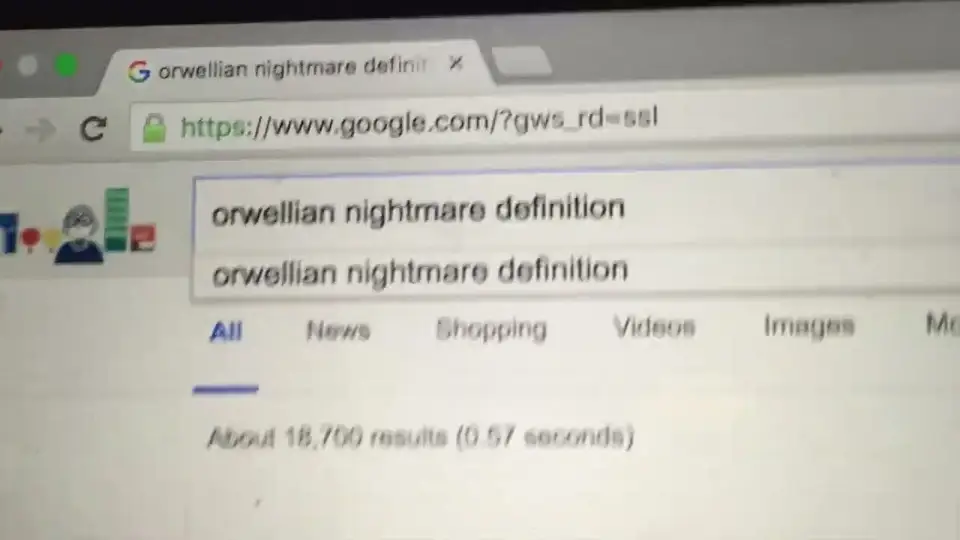 orwellian nightmare defini
https://www.google.com/?gws_rd=ssl
orwellian nightmare definition
orwellian nightmare definition
All News Shopping Videos Images Mo
About 18,700 results (0.57 seconds)